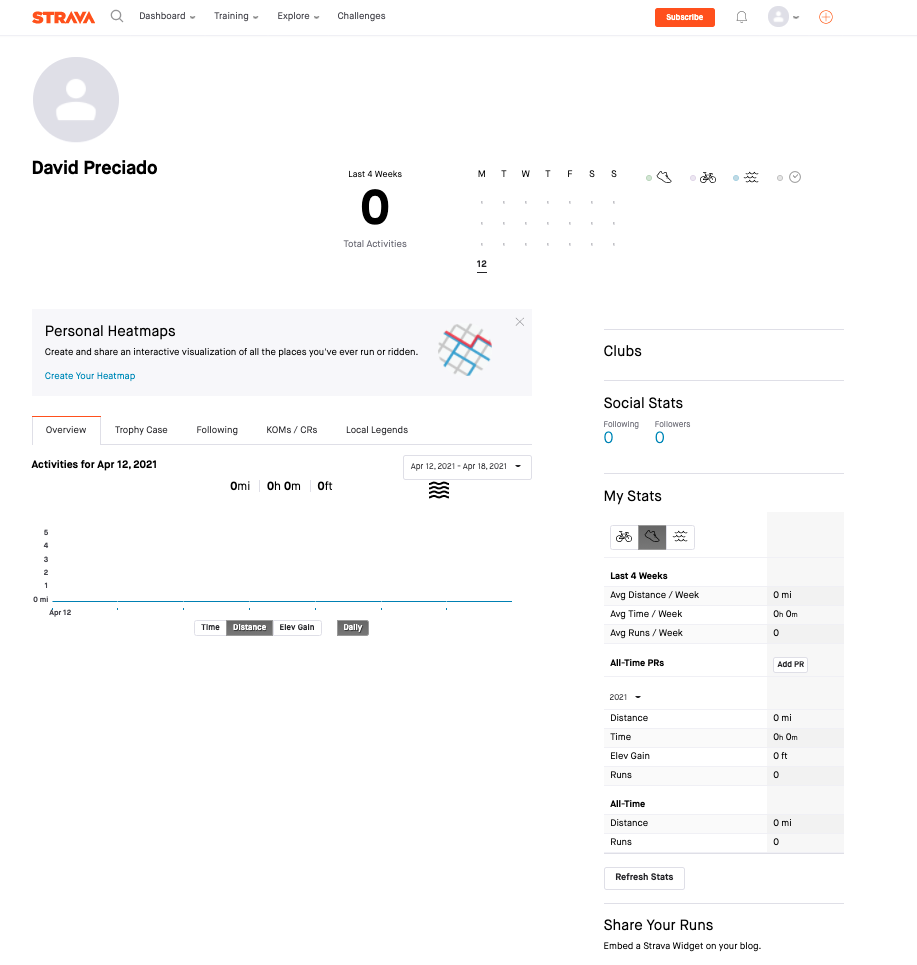 STRAVA Dashboard Training Explore Challenges Subscribe
David Preciado
Last 4 Weeks
0
Total Activities
M T W T F S S
12
Personal Heatmaps
Create and share an interactive visualization of all the places you've ever run or ridden.
Create Your Heatmap
Overview Trophy Case Following KOMs / CRs Local Legends
Activities for Apr 12, 2021
Apr 12, 2021 - Apr 18, 2021
0mi 0h 0m 0ft
5
4
3
2
1
0 mi
Apr 12
Time Distance Elev Gain Daily
Clubs
Social Stats
Following Followers
0 0
My Stats
Last 4 Weeks
Avg Distance / Week 0 mi
Avg Time / Week 0h 0m
Avg Runs / Week 0
All-Time PRs Add PR
2021
Distance 0 mi
Time 0h 0m
Elev Gain 0 ft
Runs 0
All-Time
Distance 0 mi
Runs 0
Refresh Stats
Share Your Runs
Embed a Strava Widget on your blog.